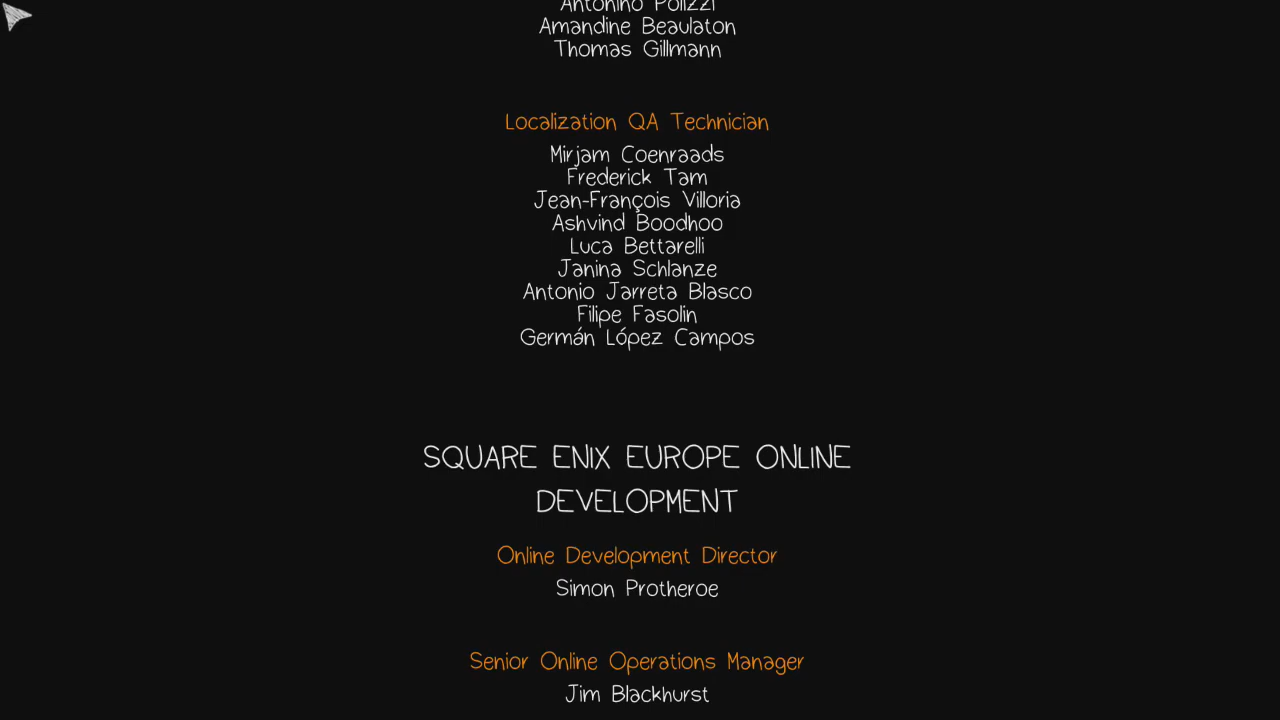 Antonino Polizzi
Amandine Beaulaton
Thomas Gillmann
Localization QA Technician
Mirjam Coenraads
Frederick Tam
Jean-François Villoria
Ashvind Boodhoo
Luca Bettarelli
Janina Schlanze
Antonio Jarreta Blasco
Filipe Fasolin
Germán López Campos
SQUARE ENIX EUROPE ONLINE
DEVELOPMENT
Online Development Director
Simon Protheroe
Senior Online Operations Manager
Jim Blackhurst